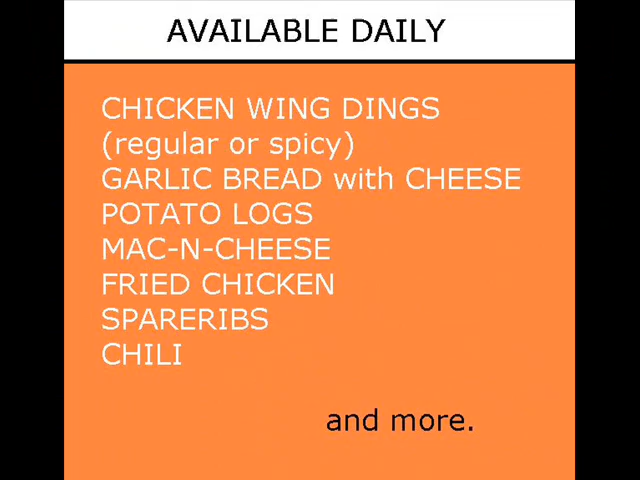 AVAILABLE DAILY
CHICKEN WING DINGS
(regular or spicy)
GARLIC BREAD with CHEESE
POTATO LOGS
MAC-N-CHEESE
FRIED CHICKEN
SPARERIBS
CHILI
and more.